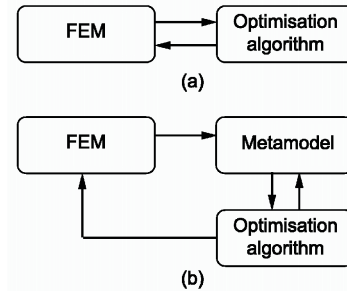 FEM
Optimisation
algorithm
(a)
FEM
Metamodel
Optimisation
algorithm
(b)